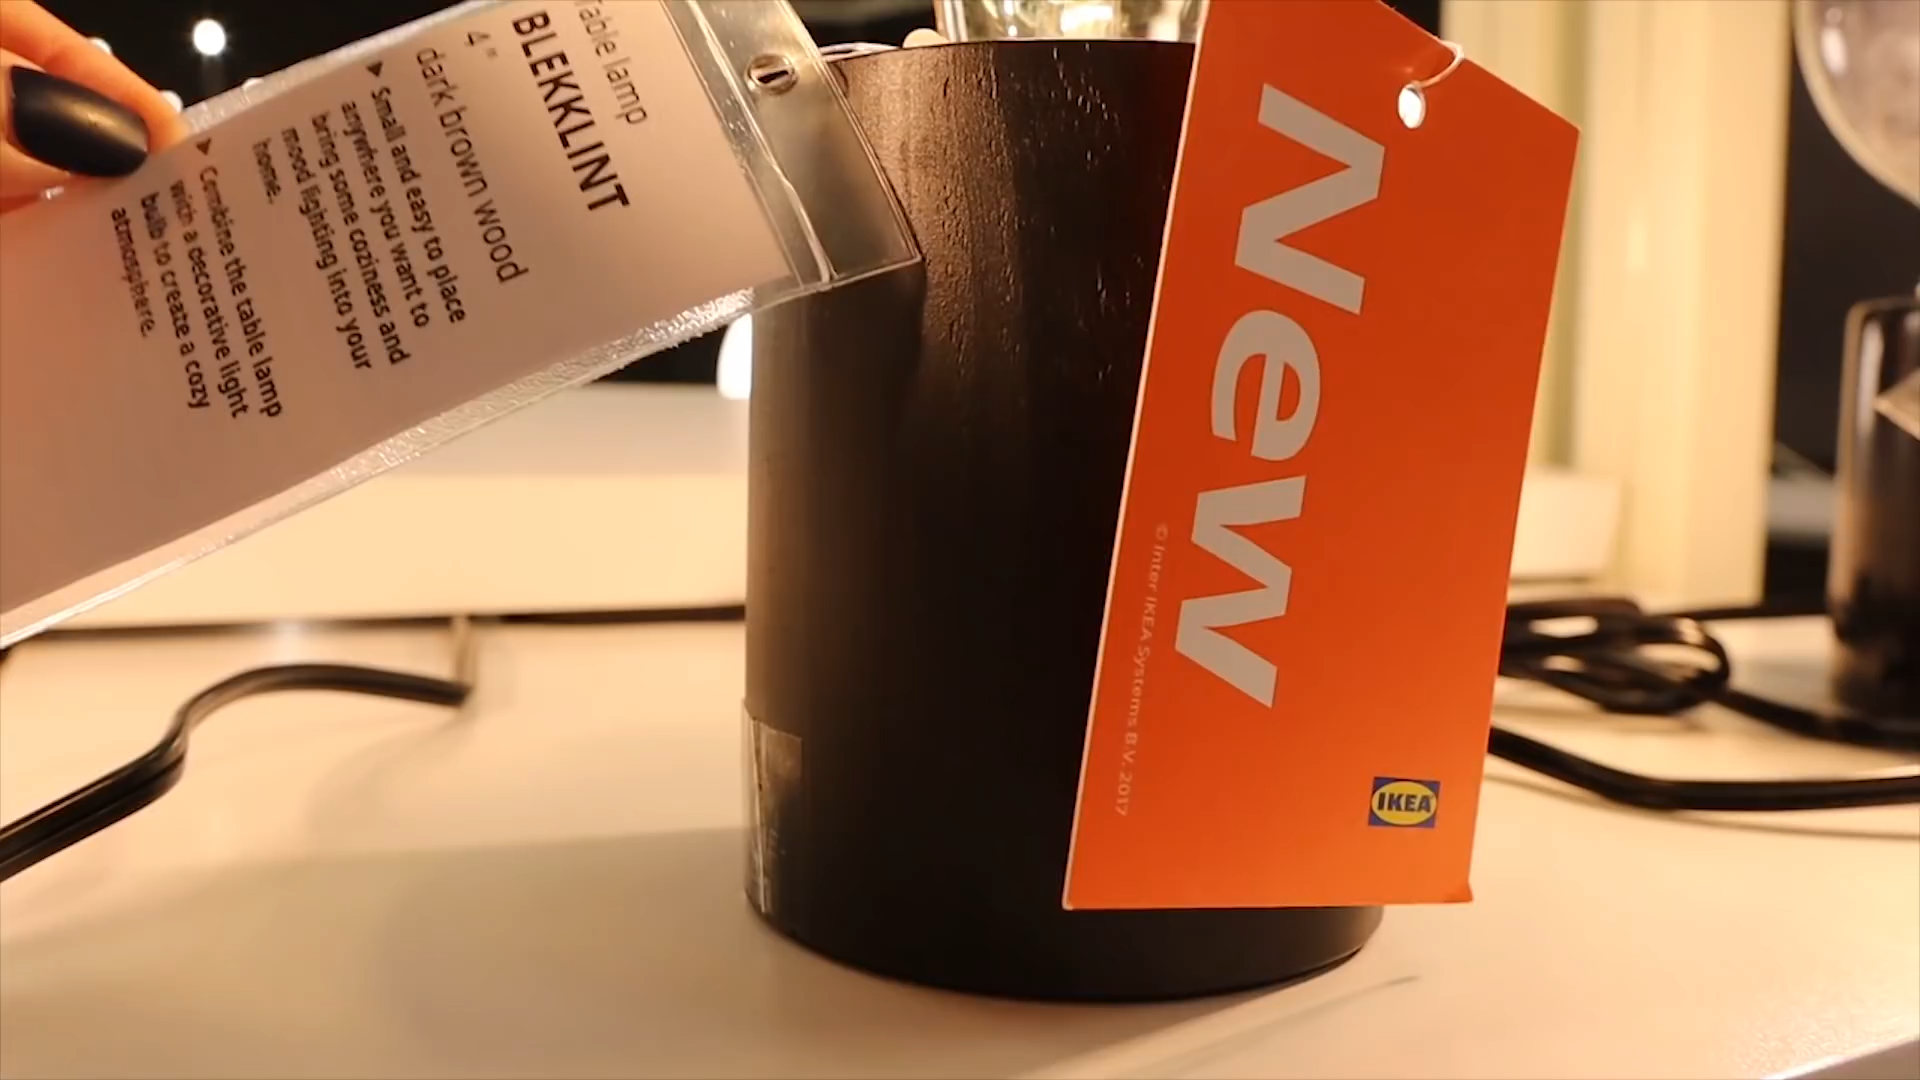 Table lamp
BLEKKLINT
4"
dark brown wood
Small and easy to place
anywhere you want to
bring some coziness and
mood lighting into your
home.
Combine the table lamp
with a decorative light
bulb to create a cozy
atmosphere.
New
© Inter IKEA Systems B.V. 2017
IKEA